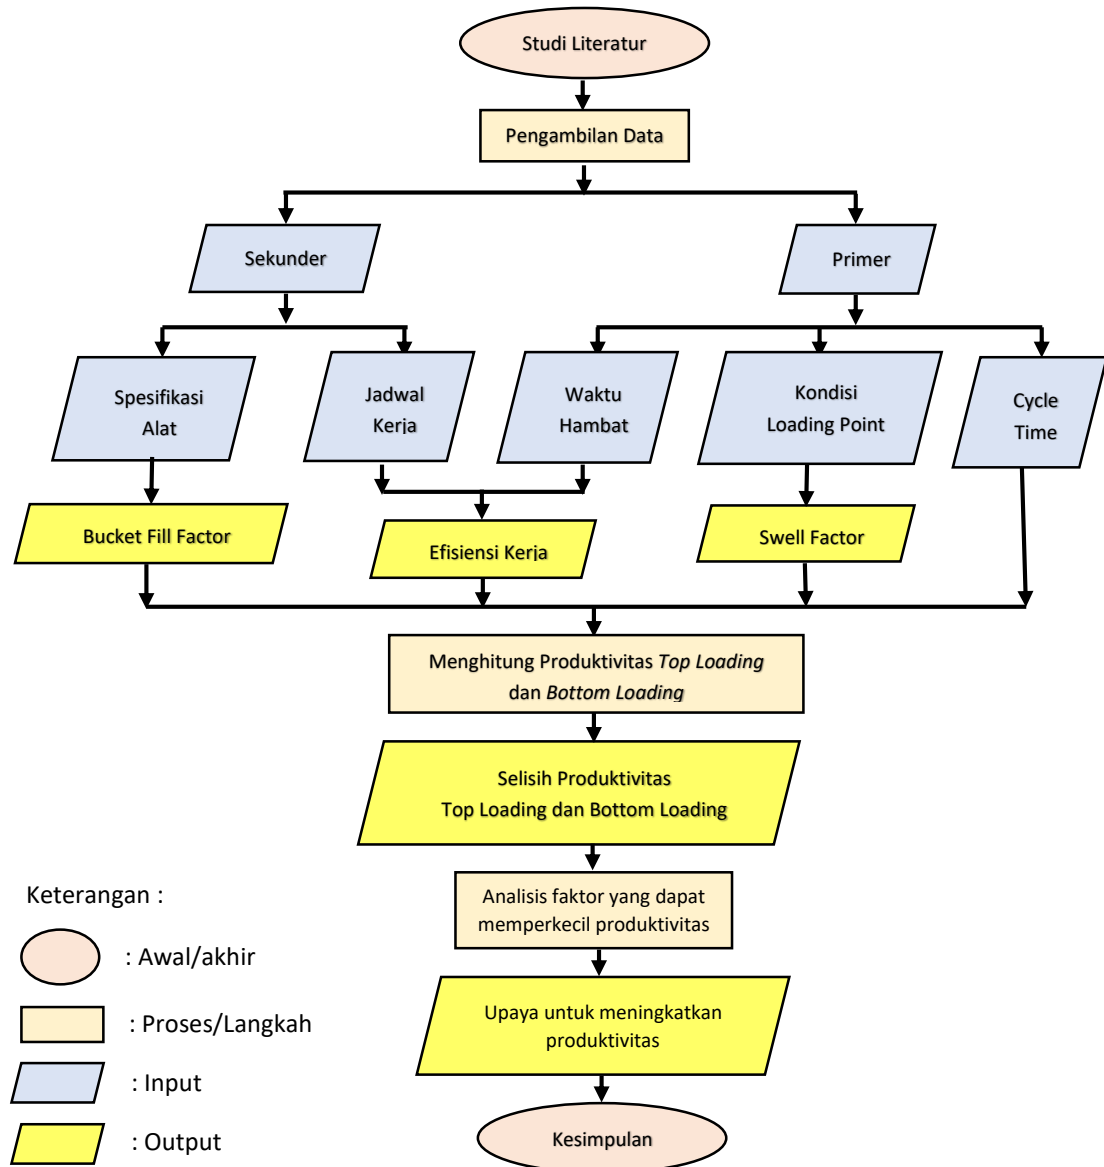 Studi Literatur
Pengambilan Data
Sekunder
Primer
Spesifikasi
Alat
Jadwal
Kerja
Waktu
Hambat
Kondisi
Loading Point
Cycle
Time
Bucket Fill Factor
Efisiensi Kerja
Swell Factor
Menghitung Produktivitas Top Loading
dan Bottom Loading
Selisih Produktivitas
Top Loading dan Bottom Loading
Analisis faktor yang dapat
memperkecil produktivitas
Upaya untuk meningkatkan
produktivitas
Kesimpulan
Keterangan :
: Awal/akhir
: Proses/Langkah
: Input
: Output